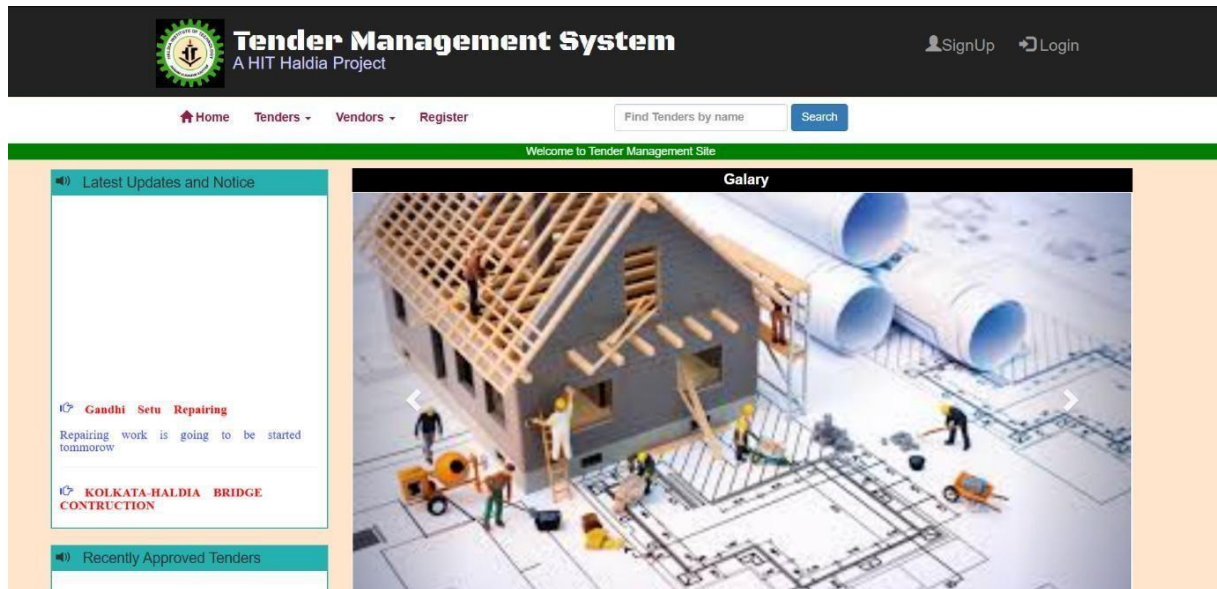 Tender Management System
A HIT Haldia Project
SignUp
Login
Home
Tenders
Vendors
Register
Find Tenders by name
Search
Welcome to Tender Management Site
Latest Updates and Notice
Gandhi Setu Repairing
Repairing work is going to be started
tommorow
KOLKATA-HALDIA BRIDGE
CONTRUCTION
Recently Approved Tenders
Galary